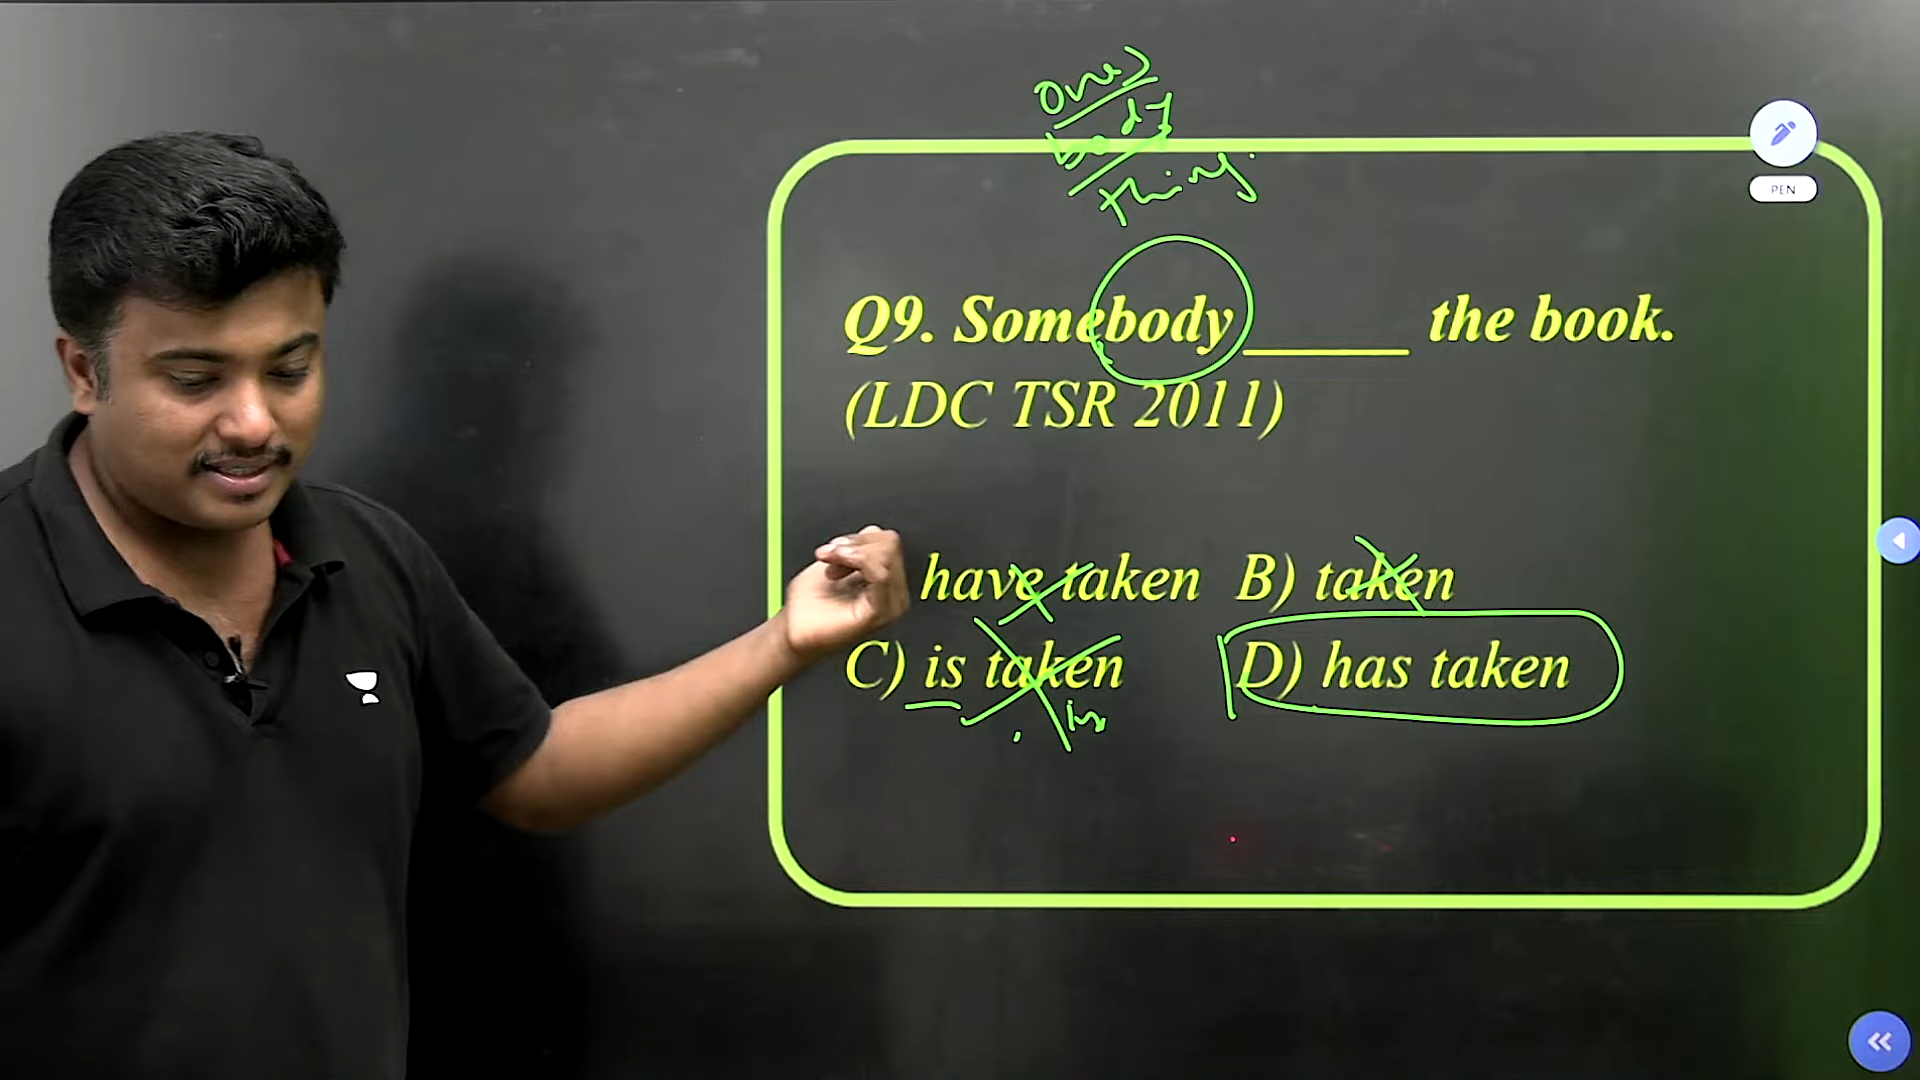 one
body
thing.
PEN
Q9. Somebody _____ the book.
(LDC TSR 2011)
have taken B) taken
C) is taken D) has taken